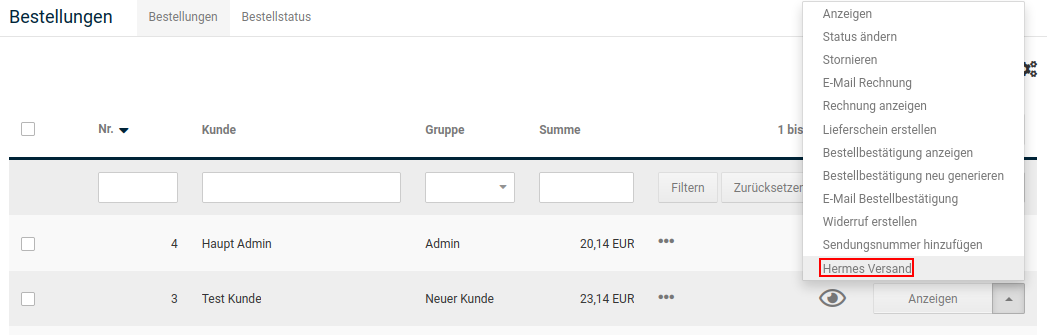 Bestellungen
Bestellungen
Bestellstatus
Anzeigen
Status ändern
Stornieren
E-Mail Rechnung
Rechnung anzeigen
Lieferschein erstellen
Bestellbestätigung anzeigen
Bestellbestätigung neu generieren
E-Mail Bestellbestätigung
Widerruf erstellen
Sendungsnummer hinzufügen
Hermes Versand
Nr. Kunde Gruppe Summe 1 bis
Filtern Zurücksetzen
4 Haupt Admin Admin 20,14 EUR •••
3 Test Kunde Neuer Kunde 23,14 EUR ••• Anzeigen